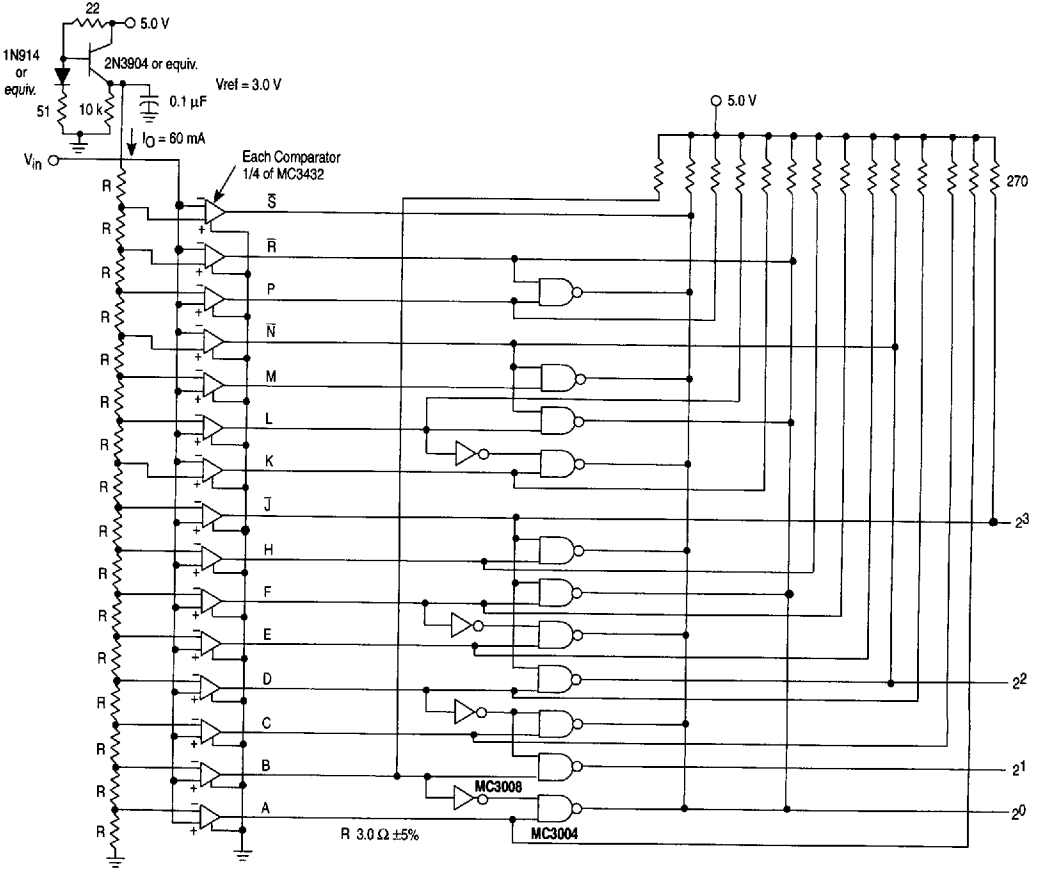 22
5.0 V
1N914
or
equiv.
2N3904 or equiv.
Vref = 3.0 V
51
10 k
0.1 µF
5.0 V
IO = 60 mA
Vin
Each Comparator
1/4 of MC3432
270
R
S̅
R
R̅
R
P
R
N̅
R
M
R
L
R
K
R
J̅
2³
R
H
R
F
R
E
R
D
2²
R
C
R
B
2¹
MC3008
R
A
2⁰
R
R 3.0 Ω ±5%
MC3004